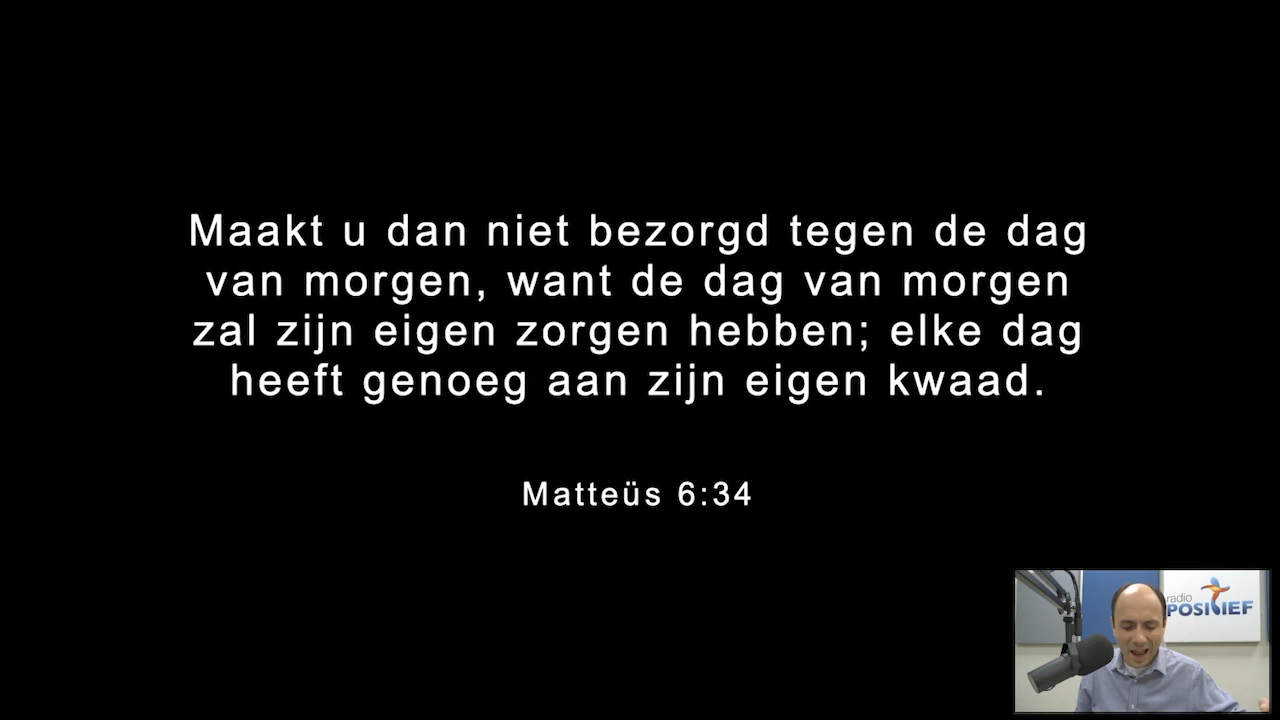 Maakt u dan niet bezorgd tegen de dag
van morgen, want de dag van morgen
zal zijn eigen zorgen hebben; elke dag
heeft genoeg aan zijn eigen kwaad.
Matteüs 6:34
radio
POSITIEF